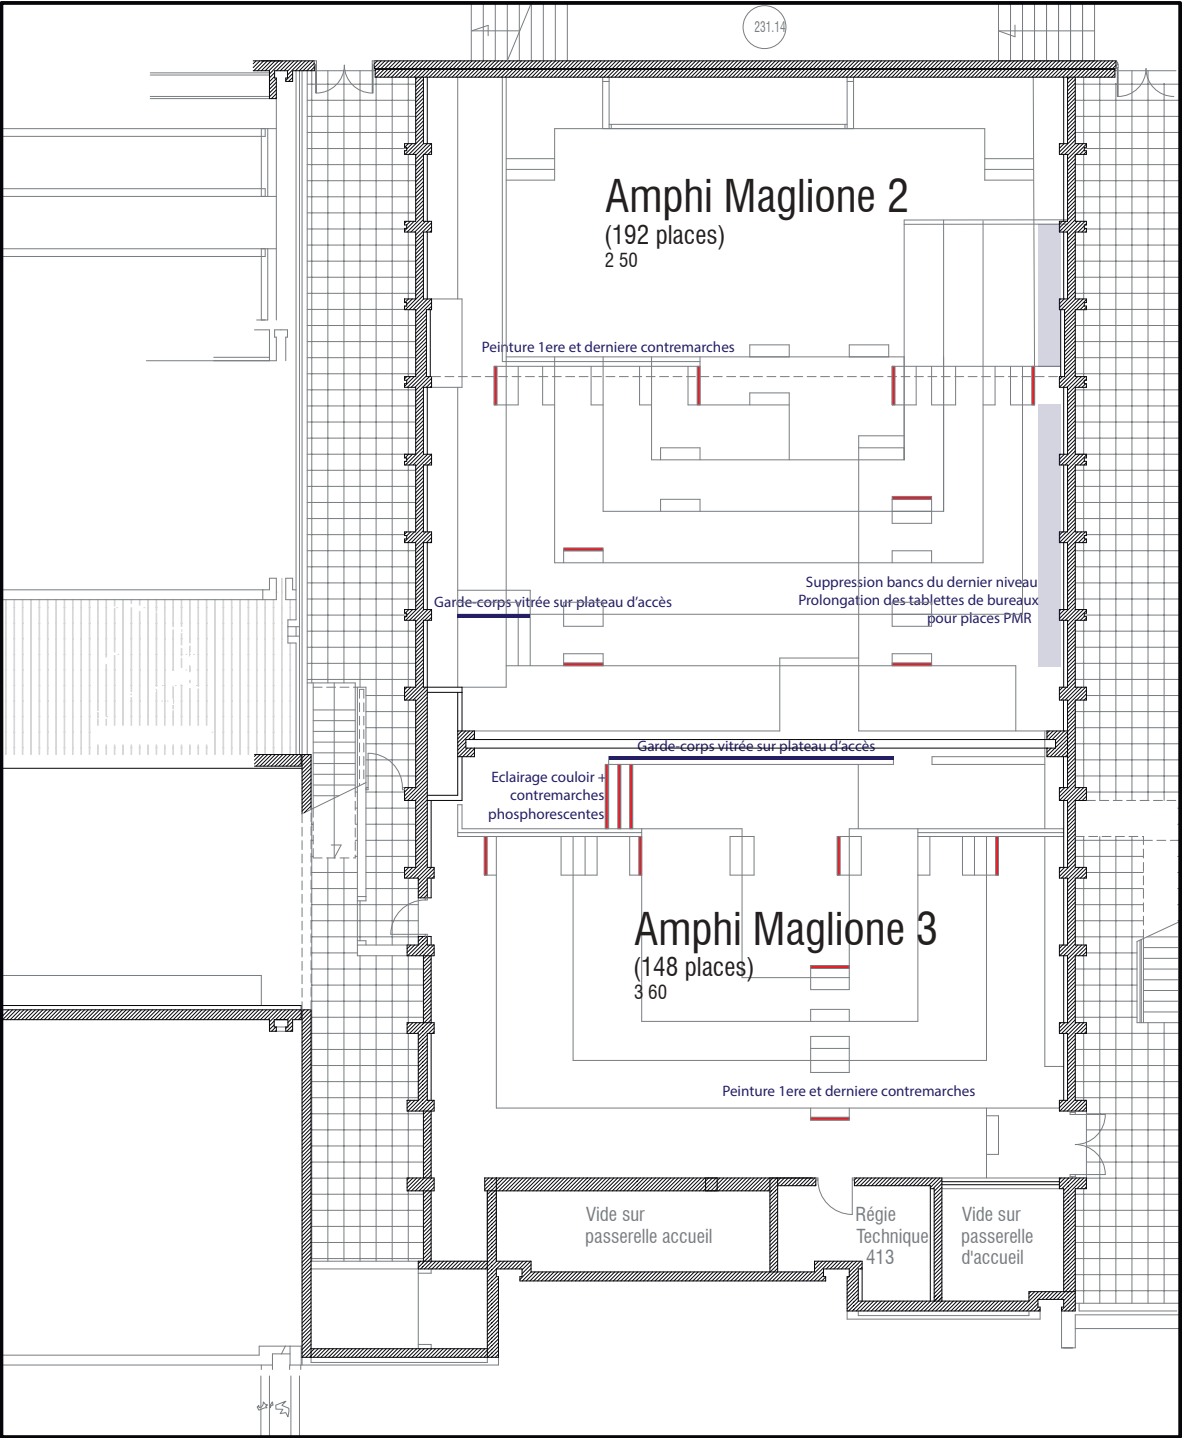 231.14
Amphi Maglione 2
(192 places)
2 50
Peinture 1ere et derniere contremarches
Suppression bancs du dernier niveau
Prolongation des tablettes de bureaux
pour places PMR
Garde-corps vitrée sur plateau d'accès
Garde-corps vitrée sur plateau d'accès
Eclairage couloir +
contremarches
phosphorescentes
Amphi Maglione 3
(148 places)
3 60
Peinture 1ere et derniere contremarches
Vide sur
passerelle accueil
Régie
Technique
413
Vide sur
passerelle
d'accueil